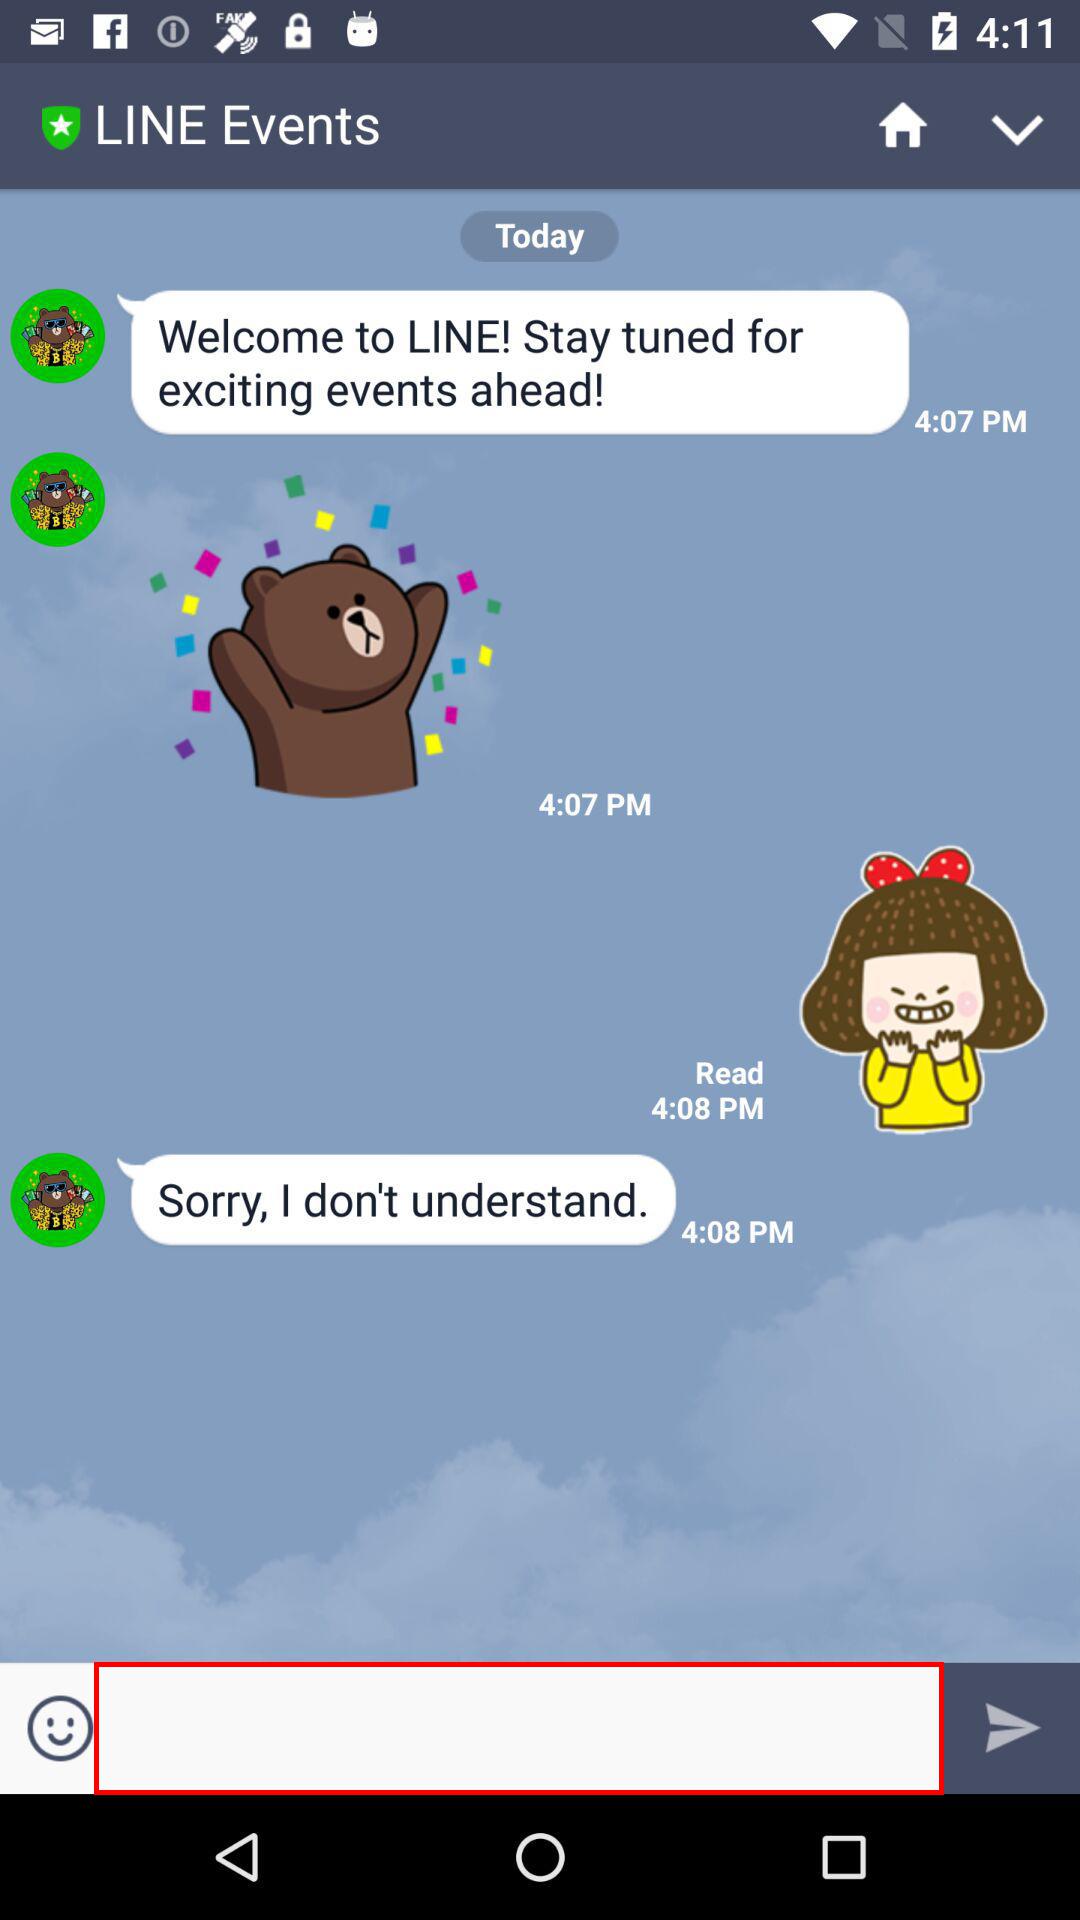 FAKE
4:11
LINE Events
Today
Welcome to LINE! Stay tuned for
exciting events ahead!
4:07 PM
4:07 PM
Read
4:08 PM
Sorry, I don't understand.
4:08 PM